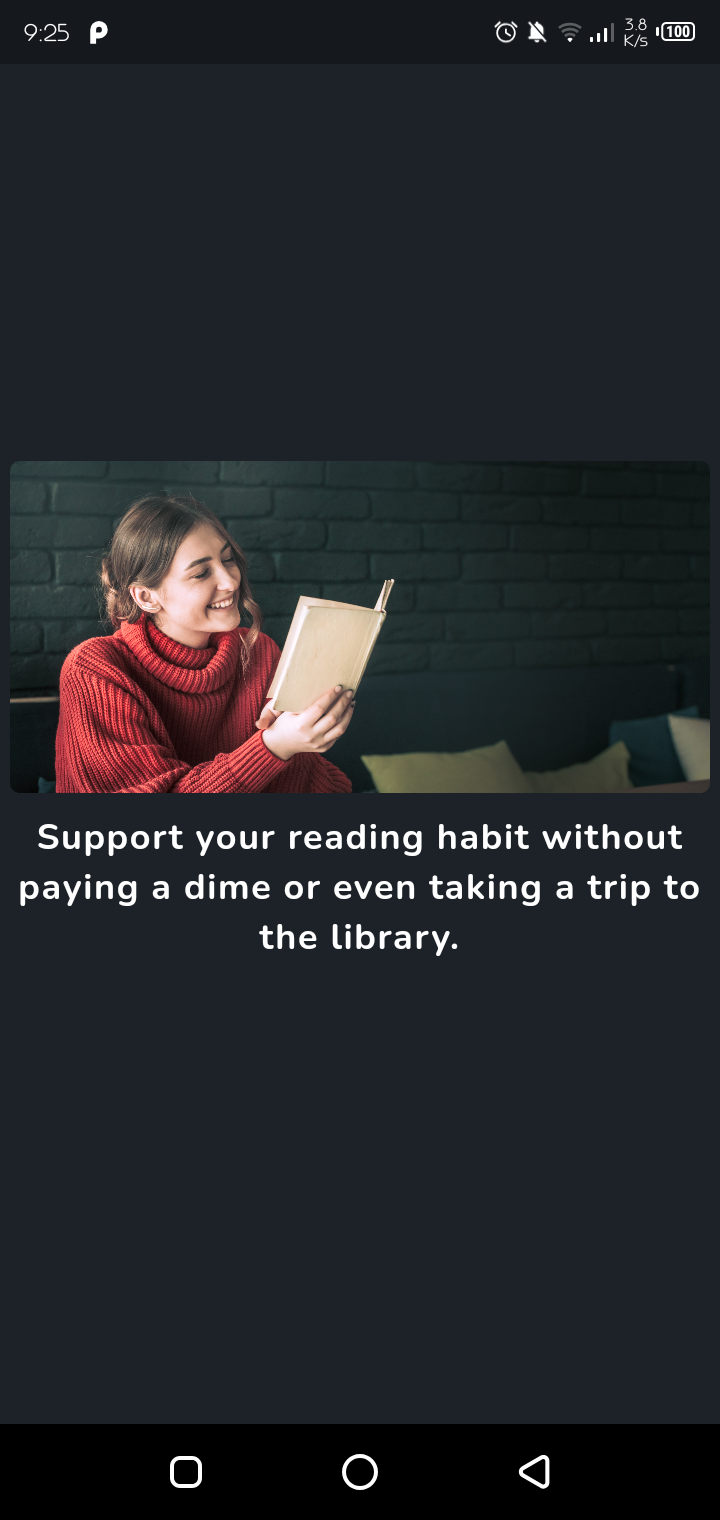 9:25
3.8
K/s
100
Support your reading habit without
paying a dime or even taking a trip to
the library.